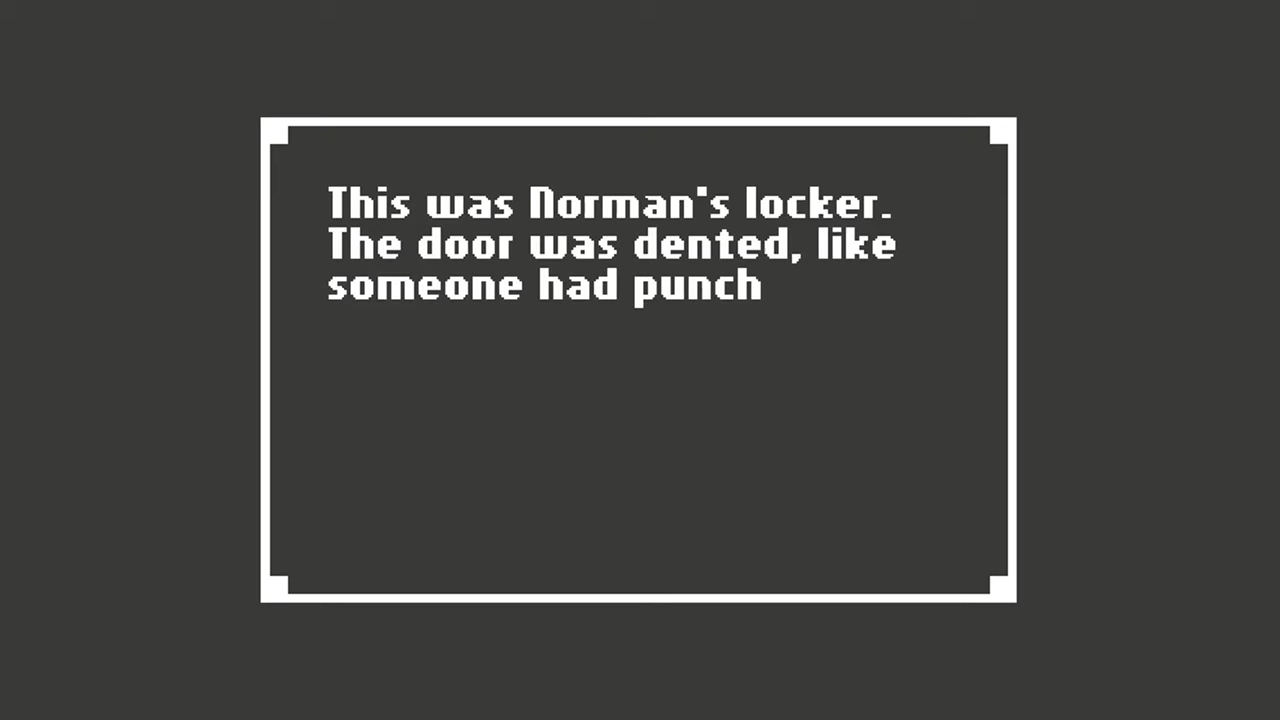 This was Norman's locker.
The door was dented, like
someone had punch